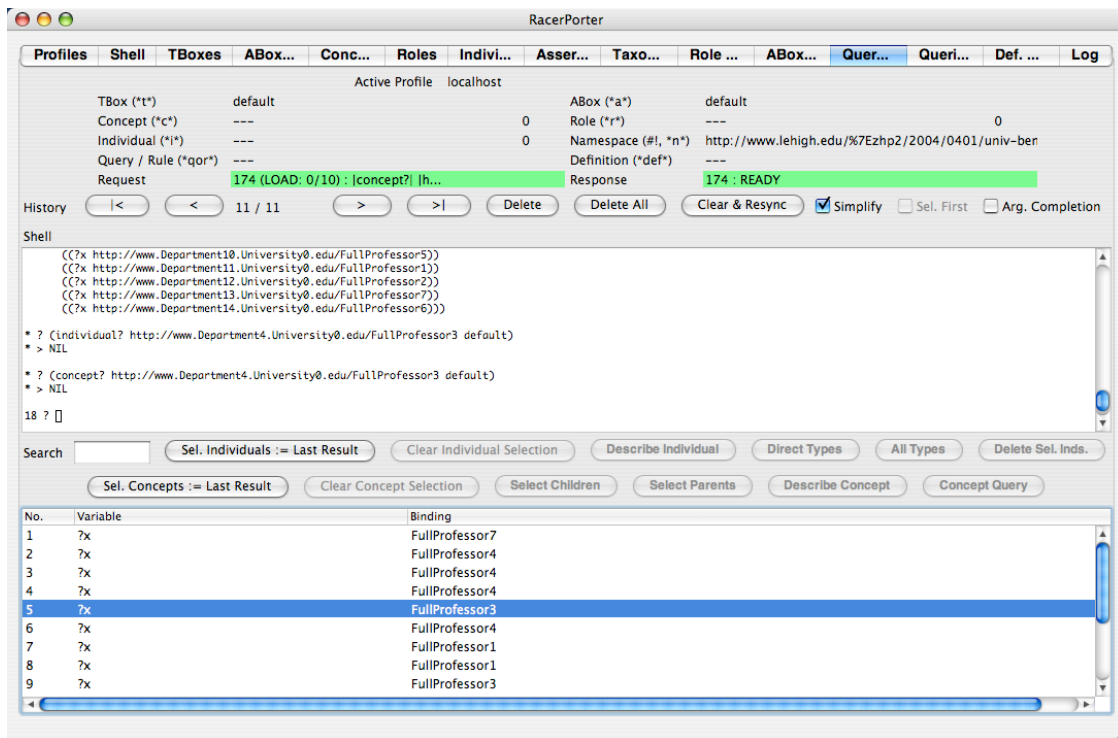 RacerPorter
Profiles Shell TBoxes ABox... Conc... Roles Indivi... Asser... Taxo... Role ... ABox... Quer... Queri... Def. ... Log
Active Profile localhost
TBox (*t*) default ABox (*a*) default
Concept (*c*) --- 0 Role (*r*) --- 0
Individual (*i*) --- 0 Namespace (#!, *n*) http://www.lehigh.edu/%7Ezhp2/2004/0401/univ-ben
Query / Rule (*qor*) --- Definition (*def*) ---
Request 174 (LOAD: 0/10) : |concept?| |h... Response 174 : READY
History |< < 11 / 11 > >| Delete Delete All Clear & Resync Simplify Sel. First Arg. Completion
Shell
((?x http://www.Department10.University0.edu/FullProfessor5))
((?x http://www.Department11.University0.edu/FullProfessor1))
((?x http://www.Department12.University0.edu/FullProfessor2))
((?x http://www.Department13.University0.edu/FullProfessor7))
((?x http://www.Department14.University0.edu/FullProfessor6)))
* ? (individual? http://www.Department4.University0.edu/FullProfessor3 default)
* > NIL
* ? (concept? http://www.Department4.University0.edu/FullProfessor3 default)
* > NIL
18 ?
Search Sel. Individuals := Last Result Clear Individual Selection Describe Individual Direct Types All Types Delete Sel. Inds.
Sel. Concepts := Last Result Clear Concept Selection Select Children Select Parents Describe Concept Concept Query
No. Variable Binding
1 ?x FullProfessor7
2 ?x FullProfessor4
3 ?x FullProfessor4
4 ?x FullProfessor4
5 ?x FullProfessor3
6 ?x FullProfessor4
7 ?x FullProfessor1
8 ?x FullProfessor1
9 ?x FullProfessor3